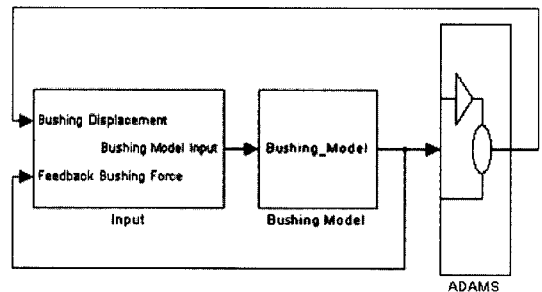 Bushing Displacement
Bushing Model Input
Feedback Bushing Force
Input
Bushing_Model
Bushing Model
ADAMS